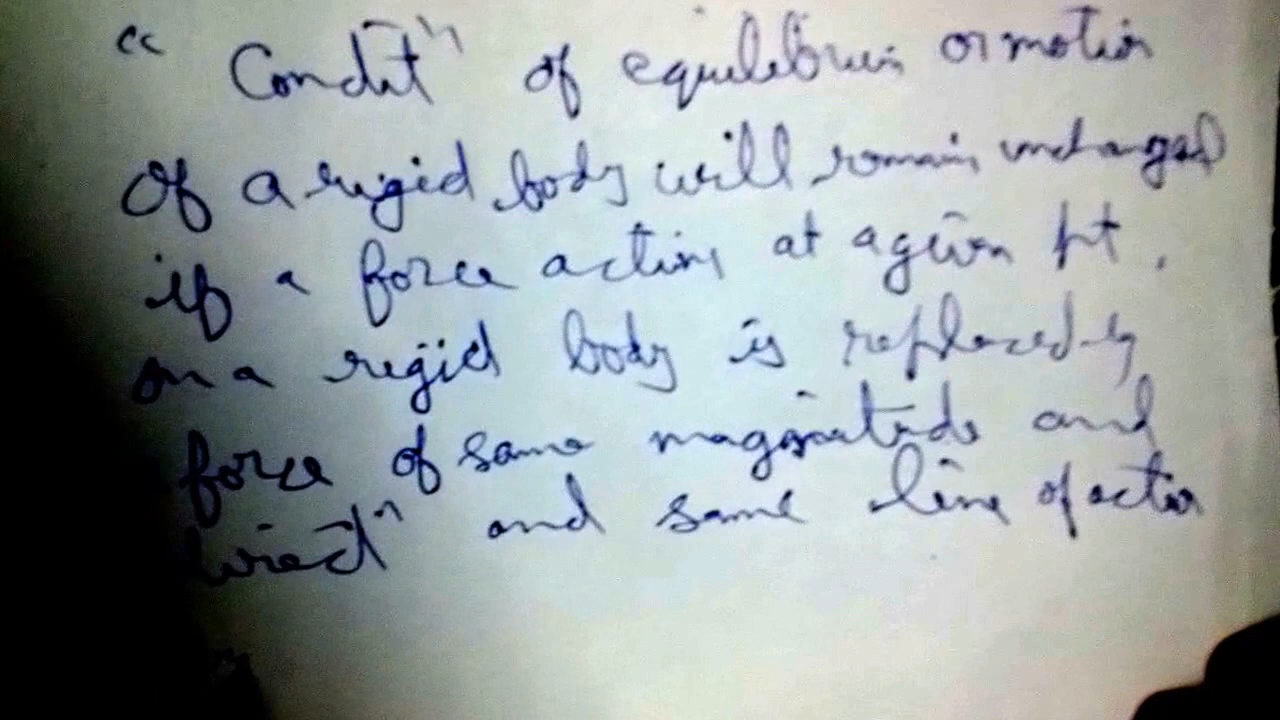 “ Conditⁿ of equilibrium or motion
of a rigid body will remain unchanged
if a force acting at a given pt.
on a rigid body is replaced by
force of same magnitude and
direct ⁿ and same line of action